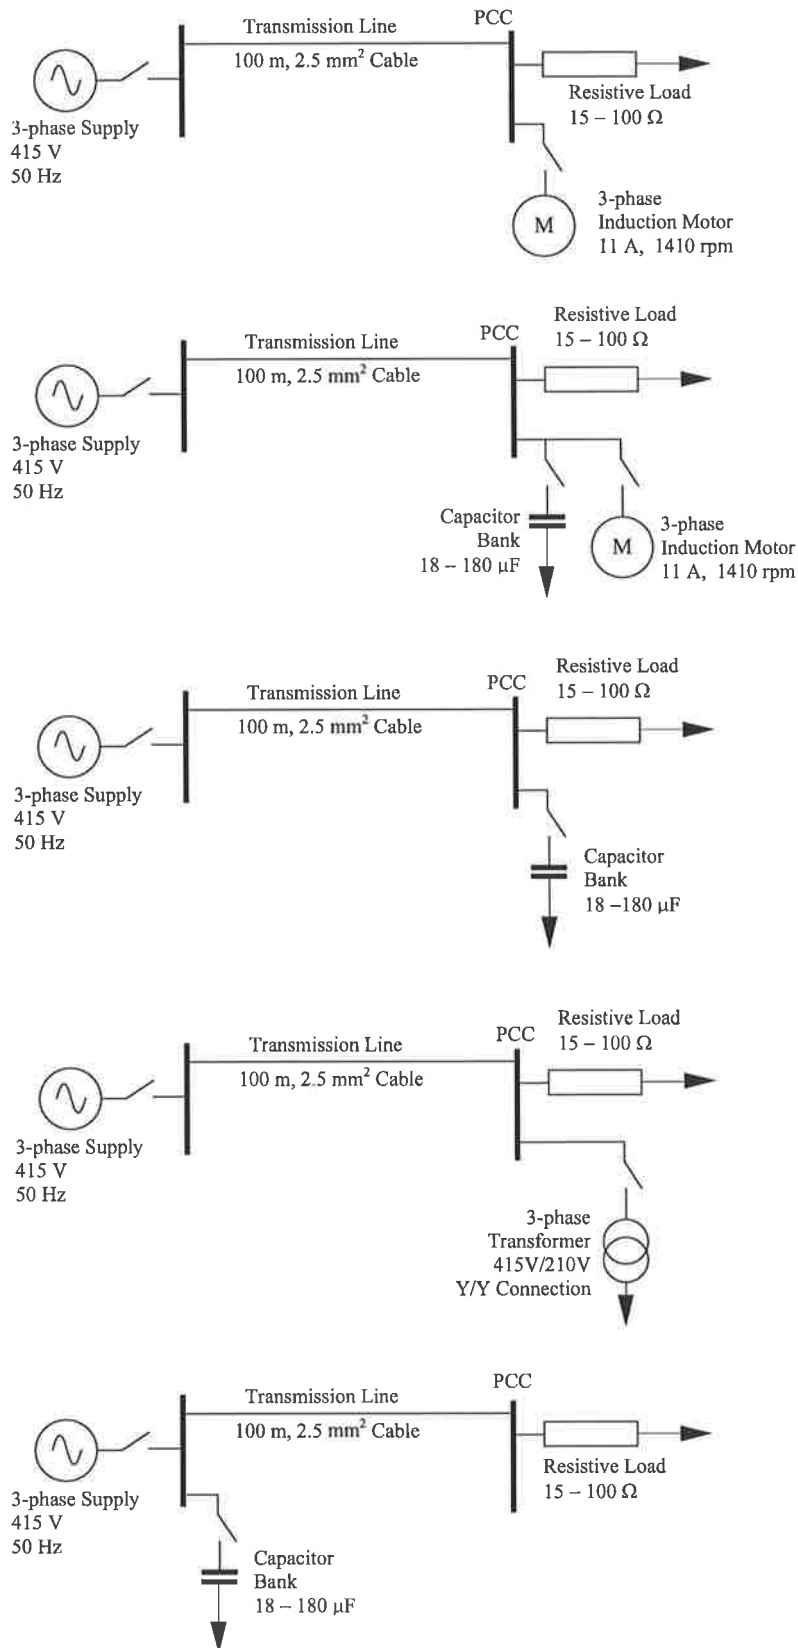 Transmission Line
PCC
100 m, 2.5 mm² Cable
3-phase Supply
415 V
50 Hz
Resistive Load
15 – 100 Ω
M
3-phase
Induction Motor
11 A, 1410 rpm
Resistive Load
15 – 100 Ω
Transmission Line
PCC
100 m, 2.5 mm² Cable
3-phase Supply
415 V
50 Hz
Capacitor
Bank
18 – 180 µF
M
3-phase
Induction Motor
11 A, 1410 rpm
Resistive Load
15 – 100 Ω
Transmission Line
PCC
100 m, 2.5 mm² Cable
3-phase Supply
415 V
50 Hz
Capacitor
Bank
18 –180 µF
Resistive Load
15 – 100 Ω
Transmission Line
PCC
100 m, 2.5 mm² Cable
3-phase Supply
415 V
50 Hz
3-phase
Transformer
415V/210V
Y/Y Connection
Transmission Line
PCC
100 m, 2.5 mm² Cable
3-phase Supply
415 V
50 Hz
Resistive Load
15 – 100 Ω
Capacitor
Bank
18 – 180 µF